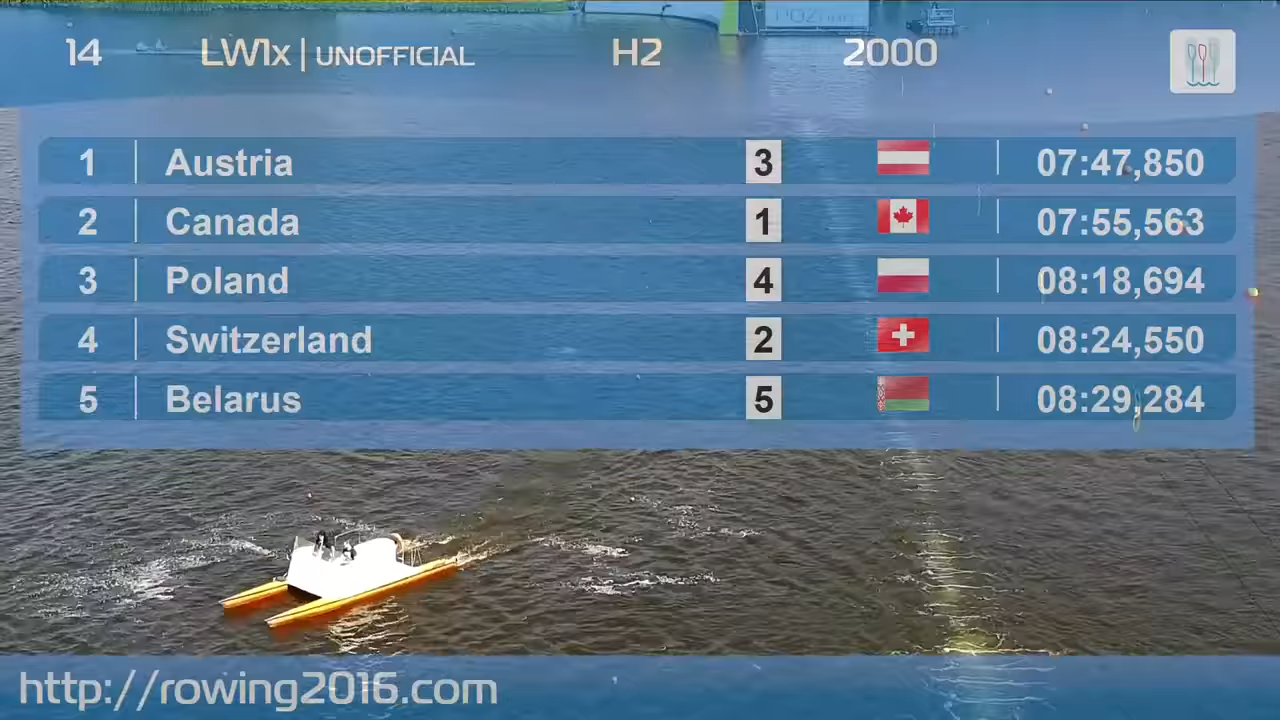 POZnan
14 LW1x | UNOFFICIAL H2 2000
1 Austria 3 07:47,850
2 Canada 1 07:55,563
3 Poland 4 08:18,694
4 Switzerland 2 08:24,550
5 Belarus 5 08:29,284
http://rowing2016.com